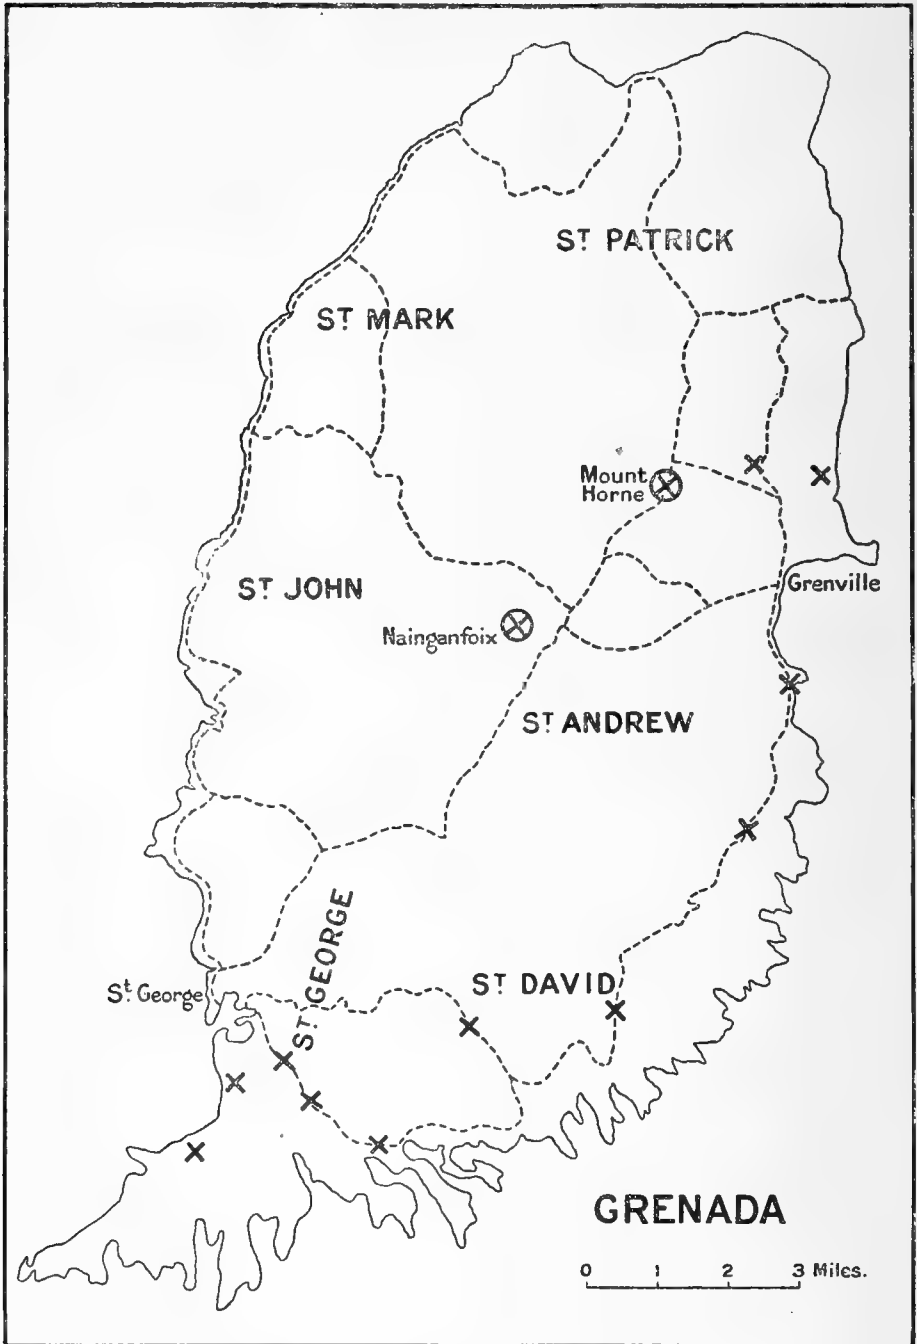 ST PATRICK
ST MARK
Mount
Horne
ST JOHN
Grenville
Nainganfoix
ST ANDREW
ST GEORGE
ST DAVID
St George
GRENADA
0 1 2 3 Miles.